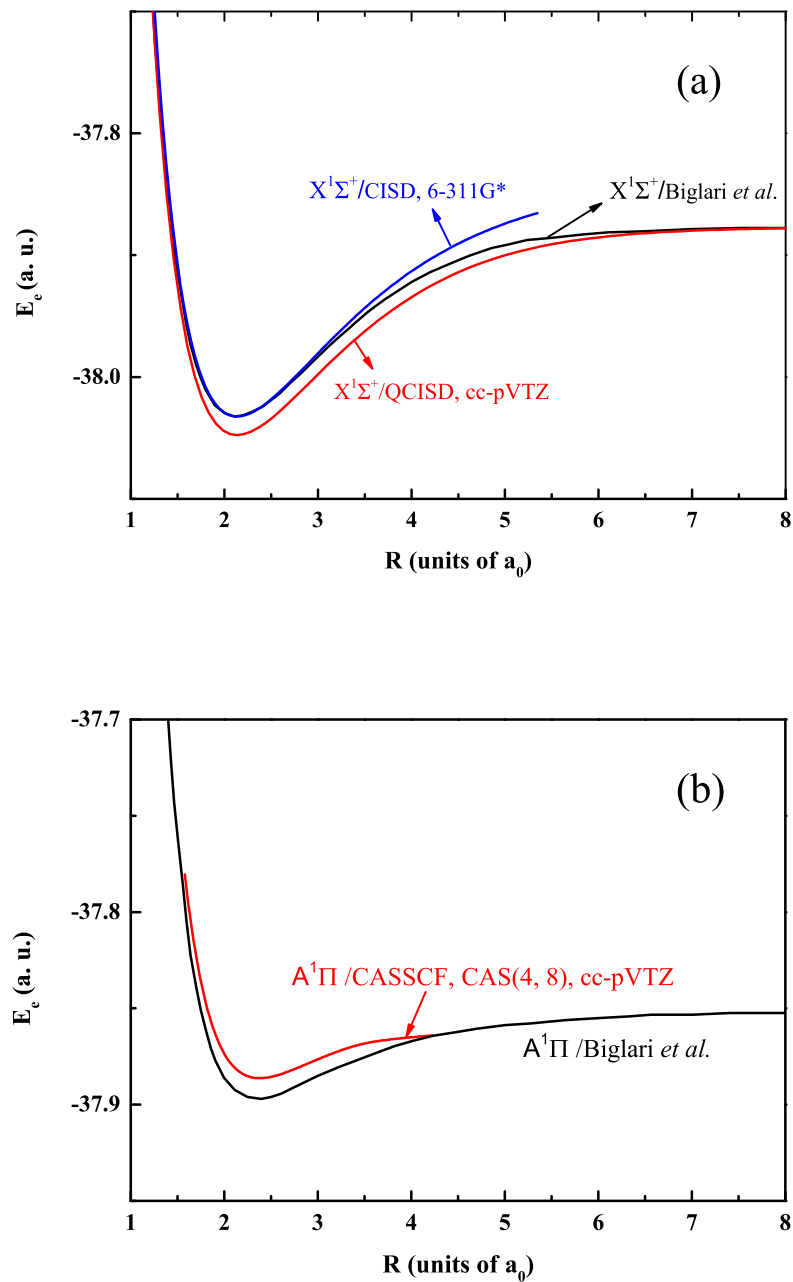 (a)
-37.8
X¹Σ⁺/CISD, 6-311G*
X¹Σ⁺/Biglari et al.
Eₑ (a. u.)
-38.0
X¹Σ⁺/QCISD, cc-pVTZ
1 2 3 4 5 6 7 8
R (units of a₀)
-37.7
(b)
-37.8
A¹Π /CASSCF, CAS(4, 8), cc-pVTZ
Eₑ (a. u.)
A¹Π /Biglari et al.
-37.9
1 2 3 4 5 6 7 8
R (units of a₀)